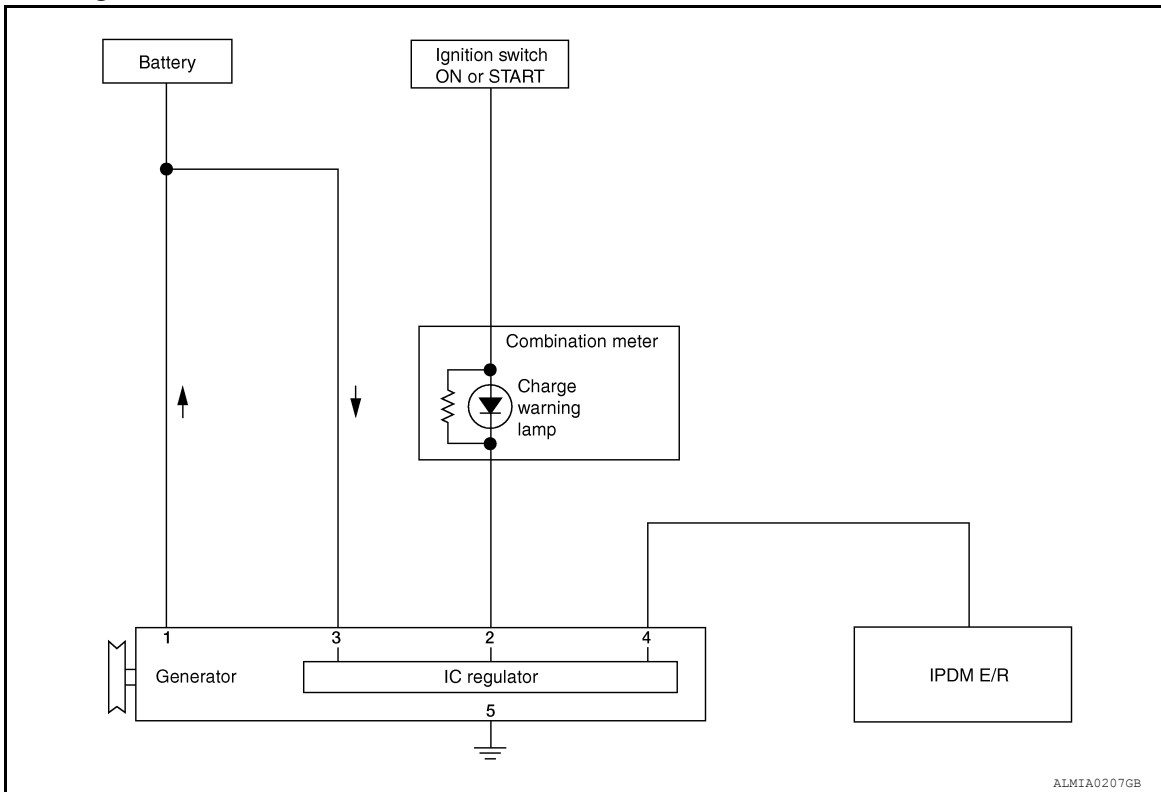 Battery
Ignition switch
ON or START
Combination meter
Charge
warning
lamp
1
3
2
4
Generator
IC regulator
IPDM E/R
5
ALMIA0207GB